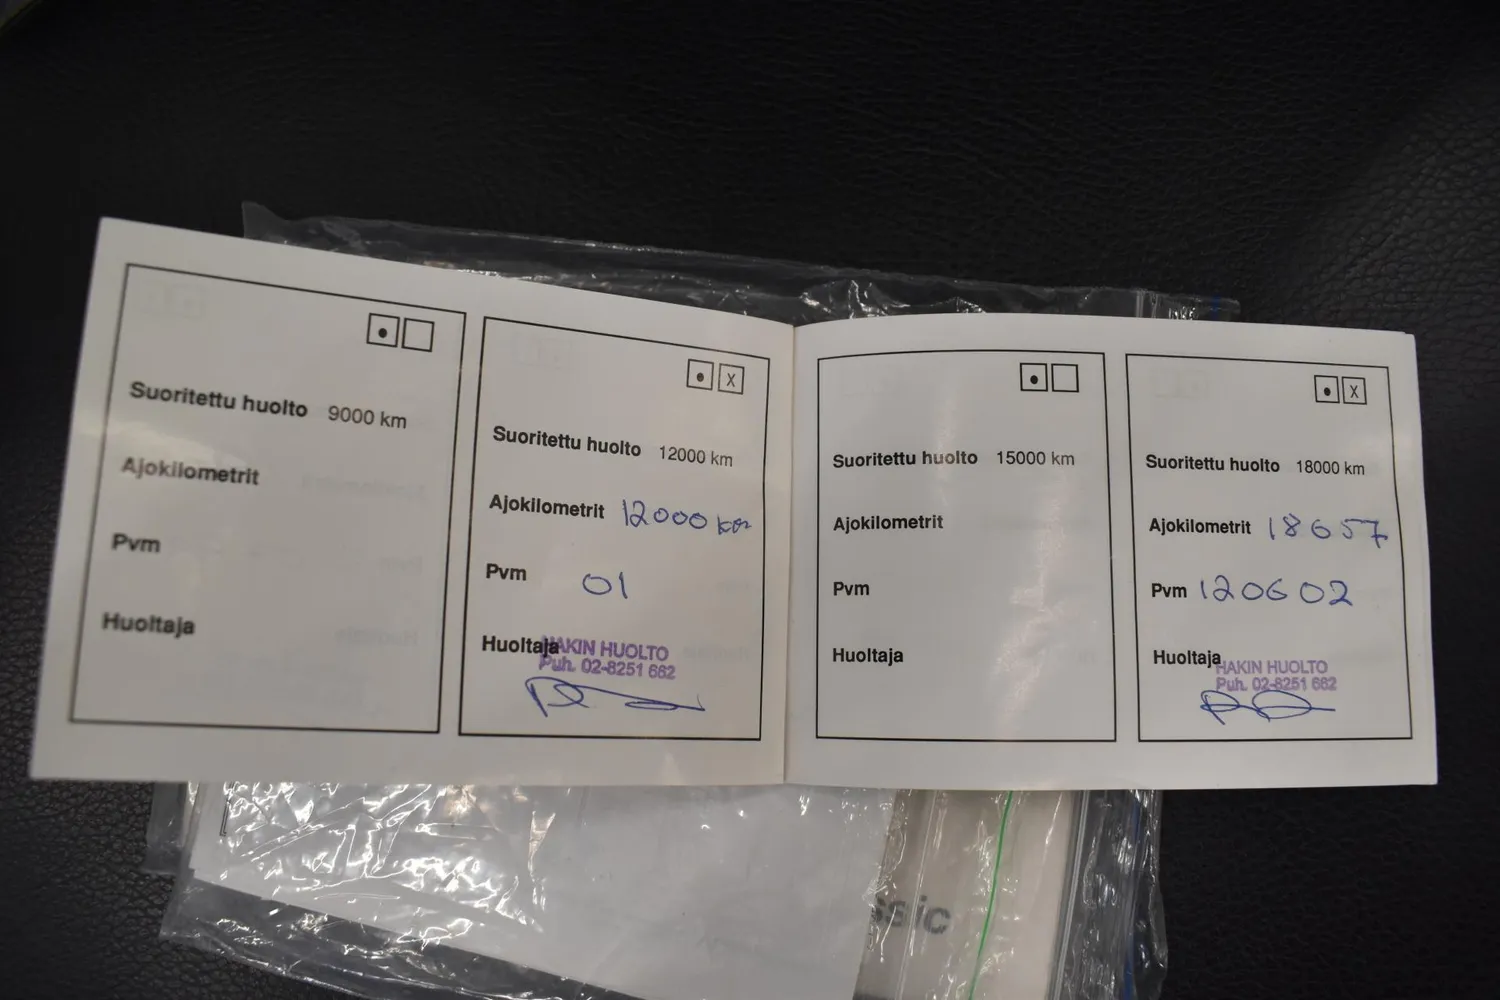 Suoritettu huolto 9000 km
Ajokilometrit
Pvm
Huoltaja
X
Suoritettu huolto 12000 km
Ajokilometrit 12000 km
Pvm 01
Huoltaja
HAKIN HUOLTO
Puh. 02-8251 662
Suoritettu huolto 15000 km
Ajokilometrit
Pvm
Huoltaja
X
Suoritettu huolto 18000 km
Ajokilometrit 18657
Pvm 120602
Huoltaja
HAKIN HUOLTO
Puh. 02-8251 662